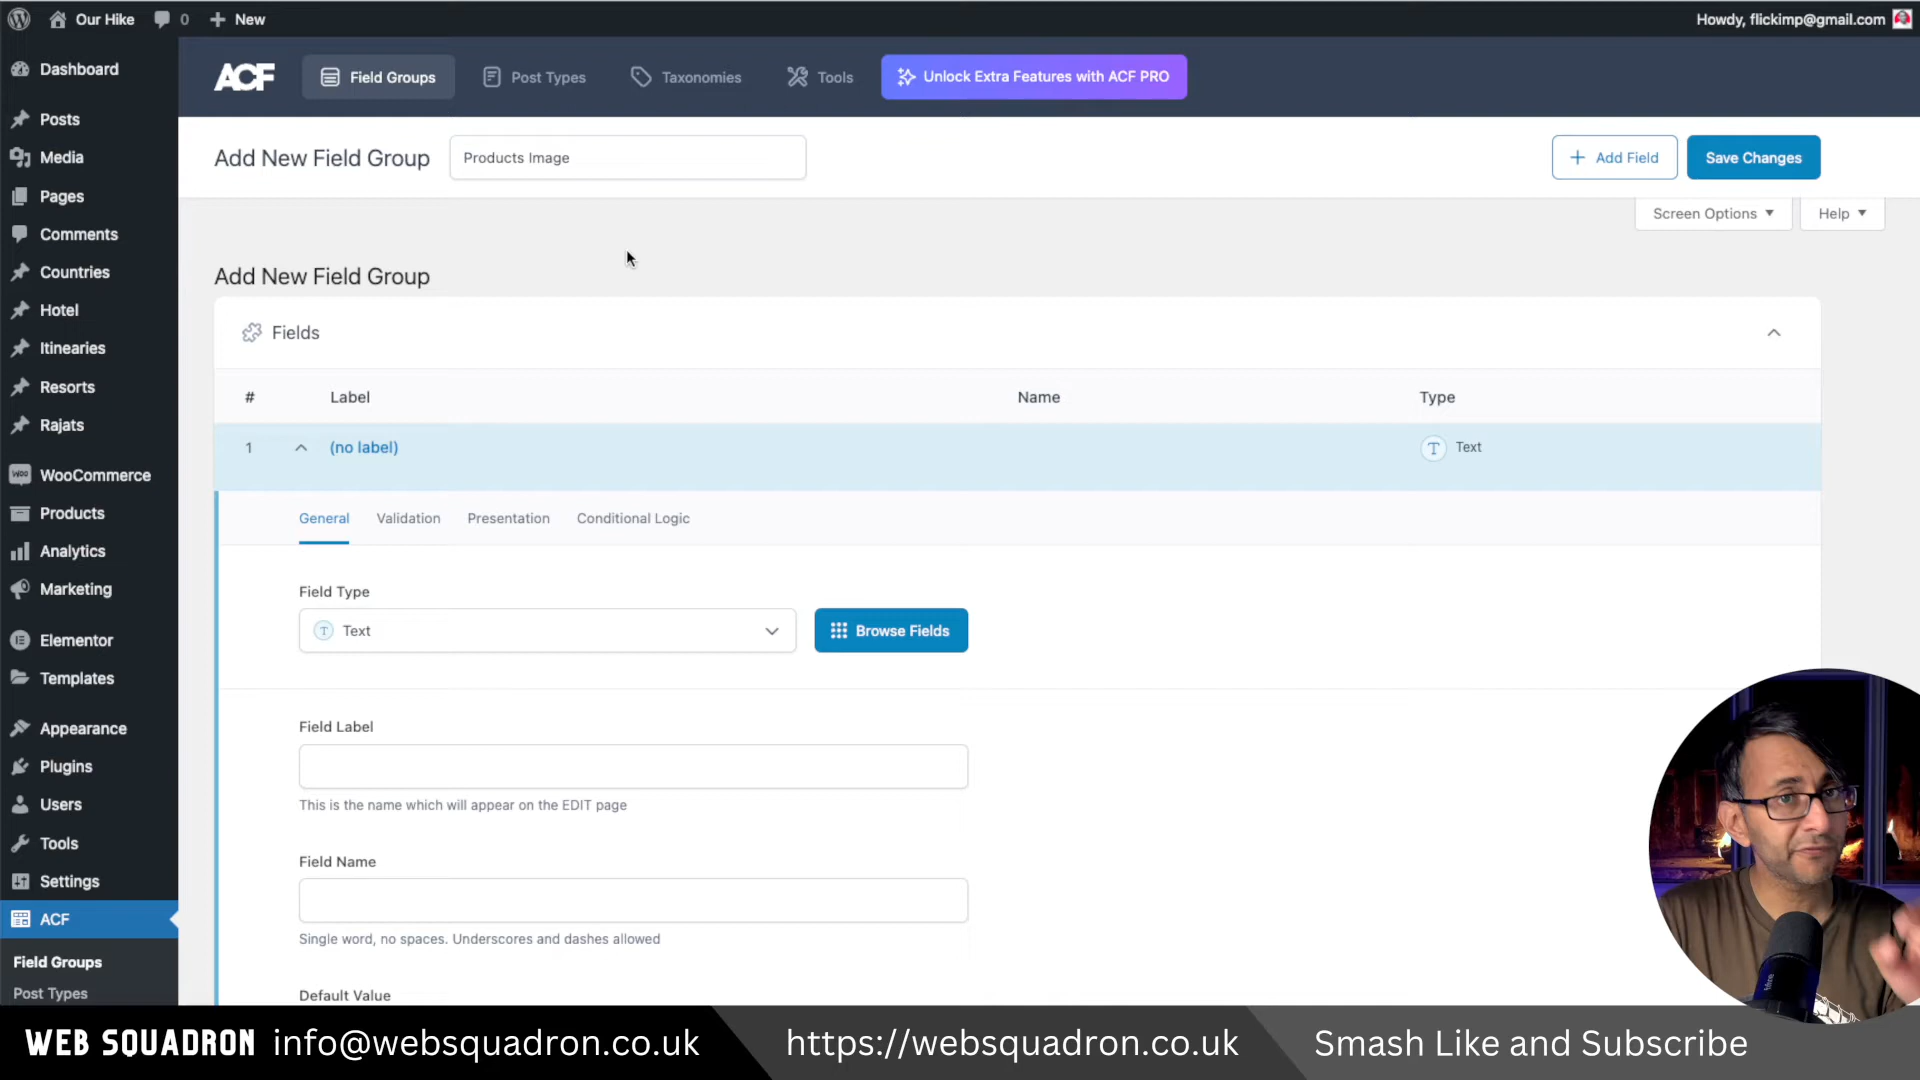 Our Hike
0
New
Howdy, flickimp@gmail.com
Dashboard
Posts
Media
Pages
Comments
Countries
Hotel
Itinearies
Resorts
Rajats
WooCommerce
Products
Analytics
Marketing
Elementor
Templates
Appearance
Plugins
Users
Tools
Settings
ACF
Field Groups
Post Types
ACF
Field Groups
Post Types
Taxonomies
Tools
Unlock Extra Features with ACF PRO
Add New Field Group
Products Image
Add Field
Save Changes
Screen Options
Help
Add New Field Group
Fields
# Label Name Type
1 (no label) T Text
General
Validation
Presentation
Conditional Logic
Field Type
T Text
Browse Fields
Field Label
This is the name which will appear on the EDIT page
Field Name
Single word, no spaces. Underscores and dashes allowed
Default Value
WEB SQUADRON info@websquadron.co.uk
https://websquadron.co.uk
Smash Like and Subscribe